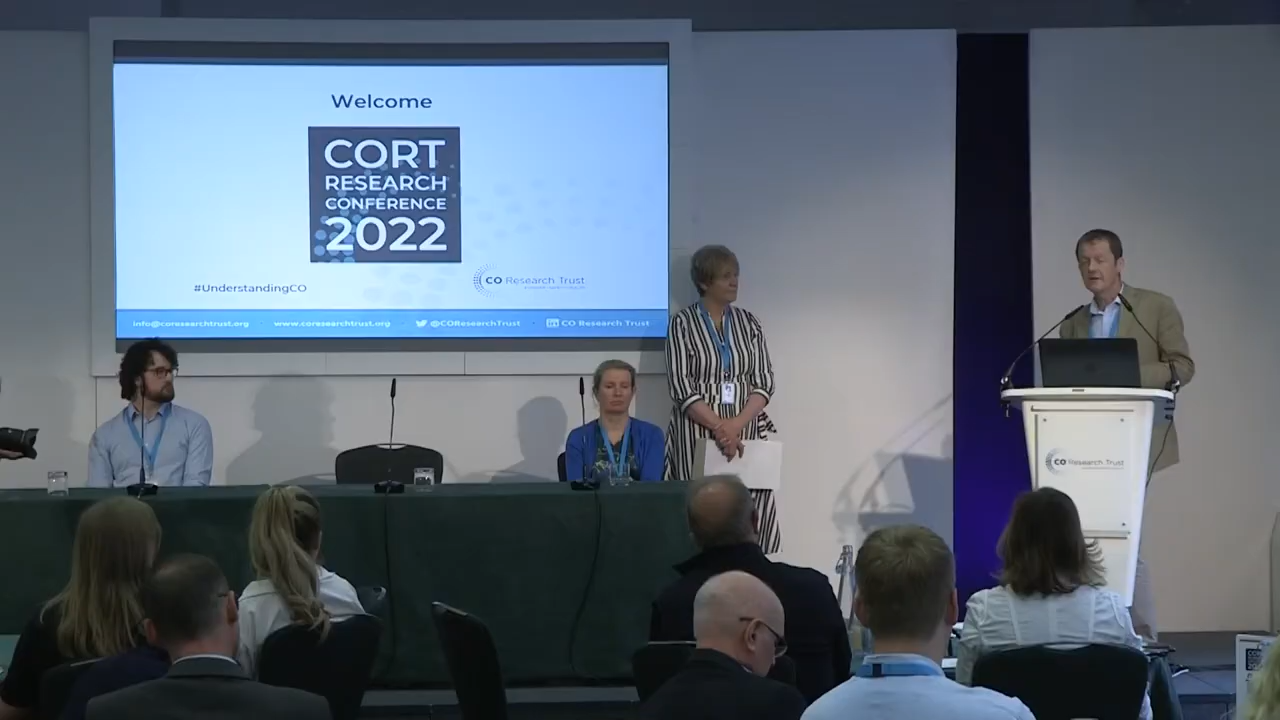 Welcome
CORT
RESEARCH
CONFERENCE
2022
#UnderstandingCO
CO Research Trust
info@coresearchtrust.org · www.coresearchtrust.org · @COResearchTrust · in CO Research Trust
CO Research Trust